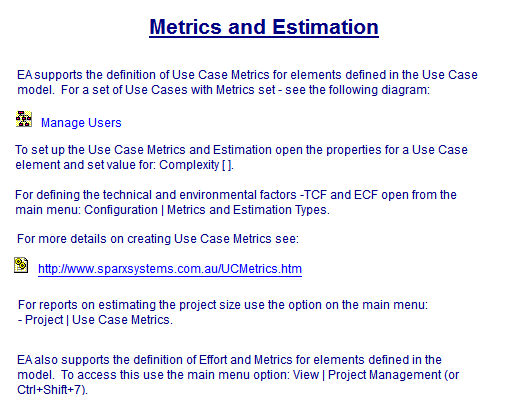 Metrics and Estimation
EA supports the definition of Use Case Metrics for elements defined in the Use Case
model.  For a set of Use Cases with Metrics set - see the following diagram:
Manage Users
To set up the Use Case Metrics and Estimation open the properties for a Use Case
element and set value for: Complexity [ ].
For defining the technical and environmental factors -TCF and ECF open from the
main menu: Configuration | Metrics and Estimation Types.
For more details on creating Use Case Metrics see:
http://www.sparxsystems.com.au/UCMetrics.htm
For reports on estimating the project size use the option on the main menu:
- Project | Use Case Metrics.
EA also supports the definition of Effort and Metrics for elements defined in the
model.  To access this use the main menu option: View | Project Management (or
Ctrl+Shift+7).